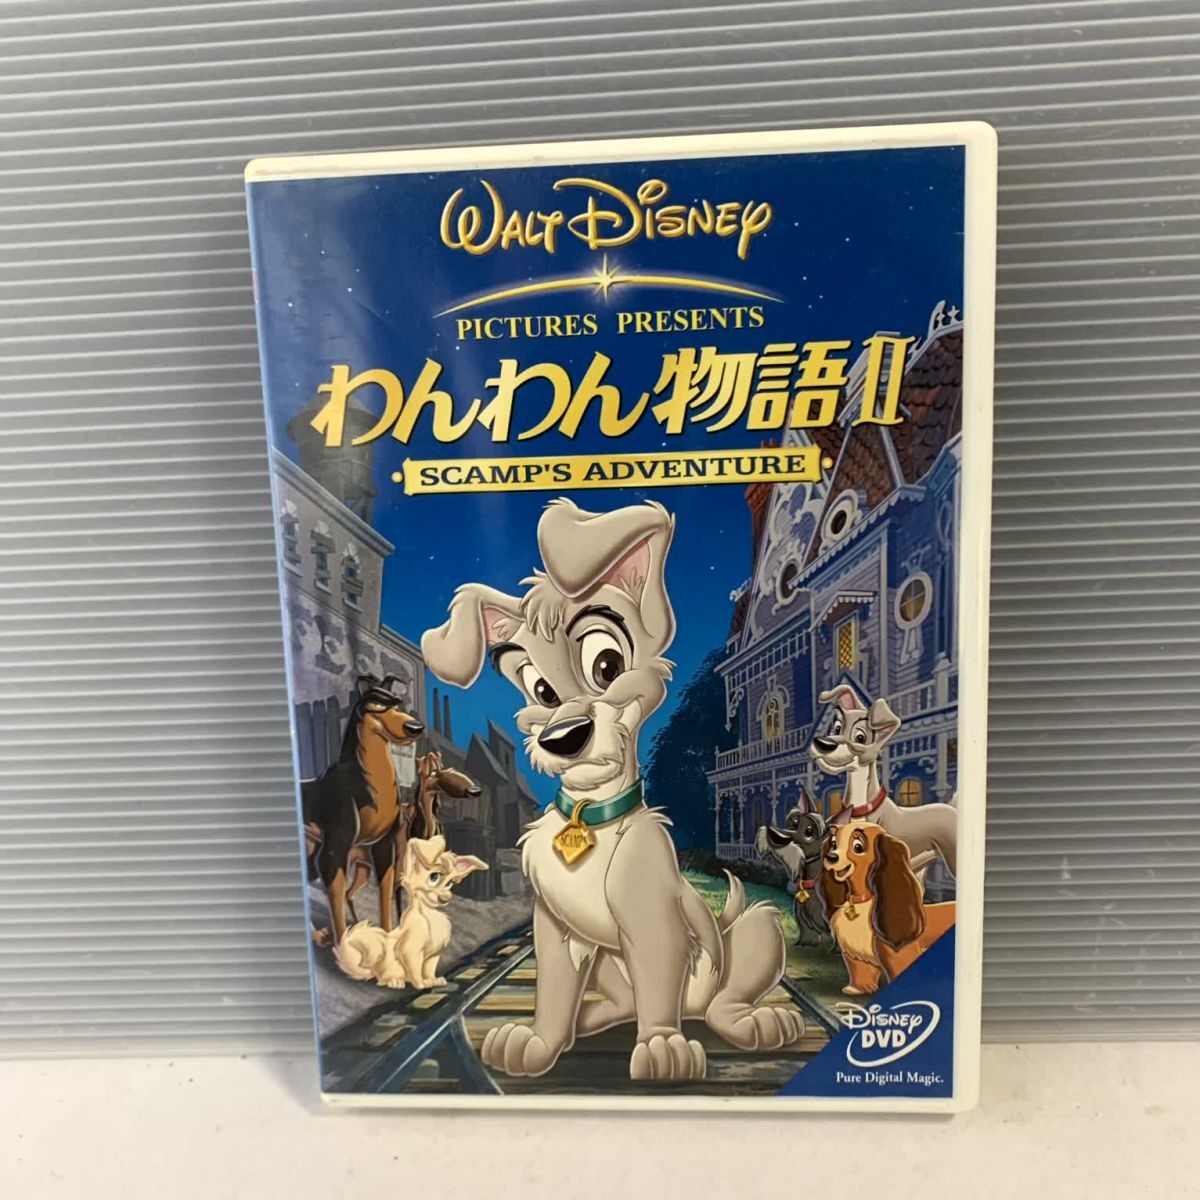 WALT DISNEY
PICTURES PRESENTS
わんわん物語II
SCAMP'S ADVENTURE
SCAMP
DISNEY
DVD
Pure Digital Magic.